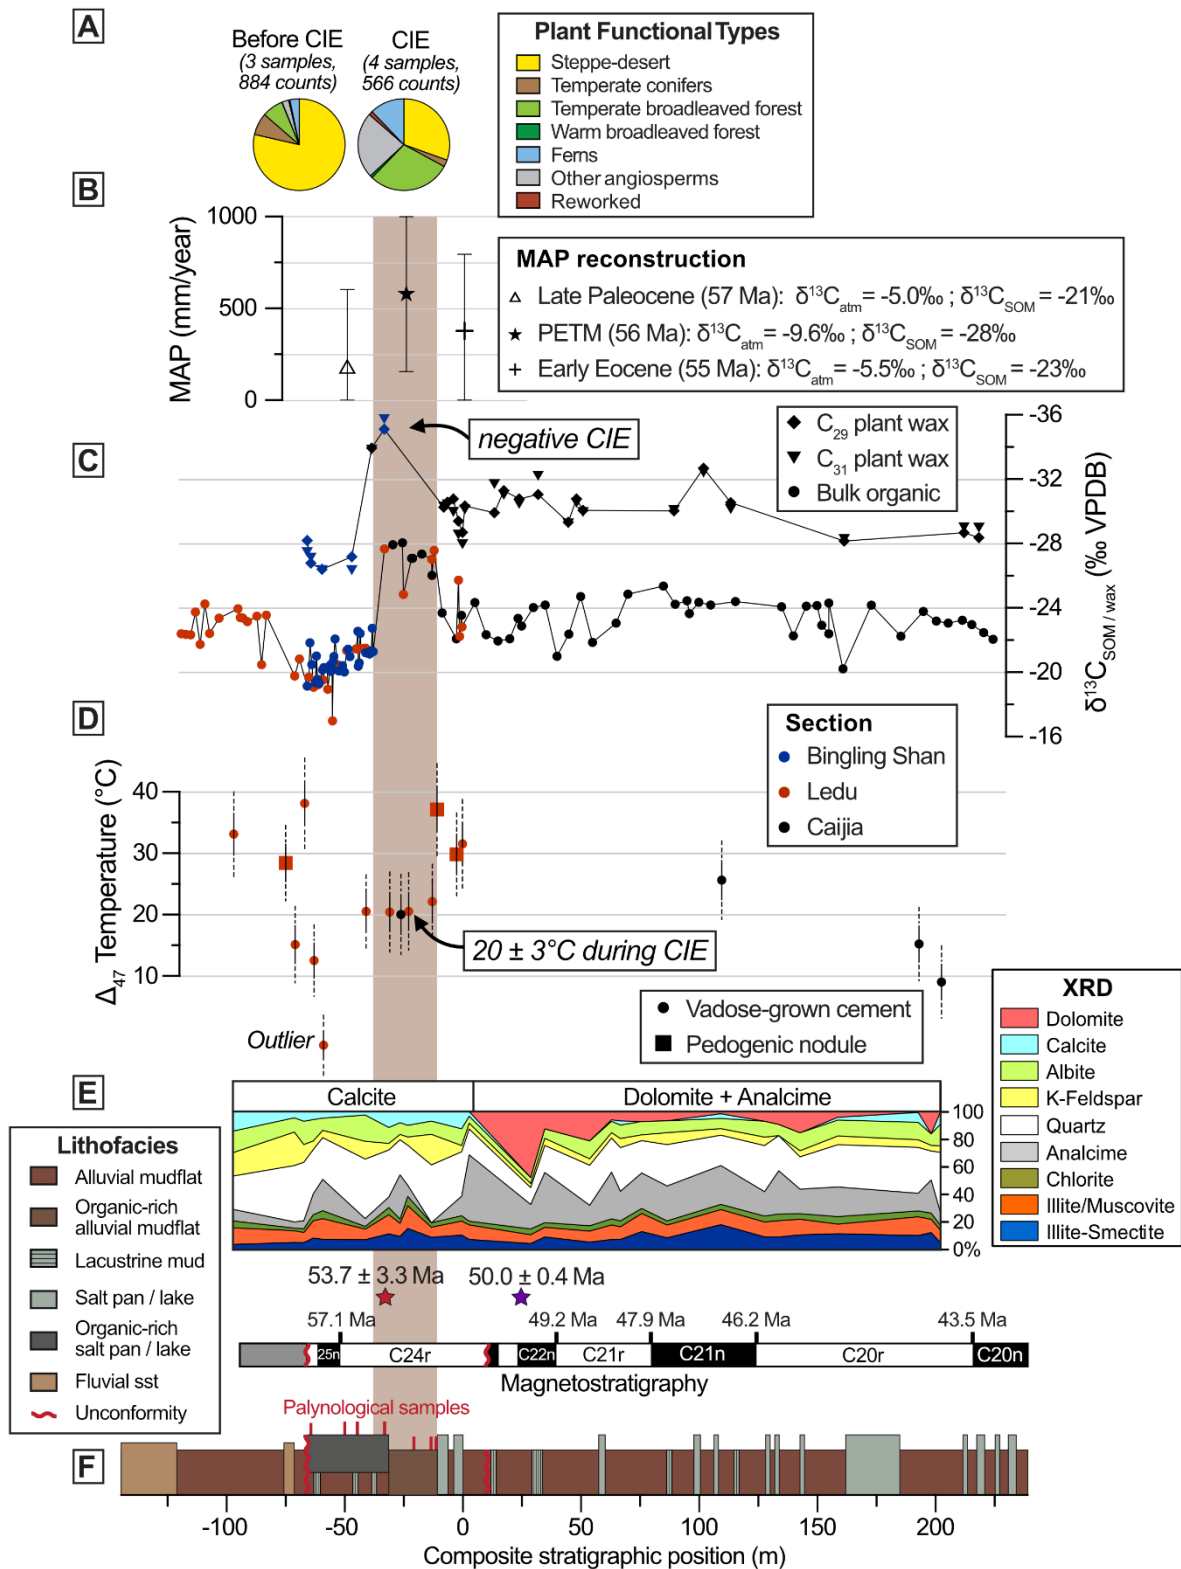 A
Before CIE
(3 samples,
884 counts)
CIE
(4 samples,
566 counts)
Plant Functional Types
Steppe-desert
Temperate conifers
Temperate broadleaved forest
Warm broadleaved forest
Ferns
Other angiosperms
Reworked
B
MAP (mm/year)
1000
500
0
MAP reconstruction
Late Paleocene (57 Ma): δ¹³Catm= -5.0‰ ; δ¹³CSOM = -21‰
PETM (56 Ma): δ¹³Catm= -9.6‰ ; δ¹³CSOM = -28‰
Early Eocene (55 Ma): δ¹³Catm= -5.5‰ ; δ¹³CSOM = -23‰
C
negative CIE
C₂₉ plant wax
C₃₁ plant wax
Bulk organic
-36
-32
-28
-24
-20
-16
δ¹³CSOM / wax (‰ VPDB)
D
Section
Bingling Shan
Ledu
Caijia
Δ₄₇ Temperature (°C)
40
30
20
10
20 ± 3°C during CIE
Outlier
Vadose-grown cement
Pedogenic nodule
XRD
Dolomite
Calcite
Albite
K-Feldspar
Quartz
Analcime
Chlorite
Illite/Muscovite
Illite-Smectite
E
Calcite
Dolomite + Analcime
100
80
60
40
20
0%
Lithofacies
Alluvial mudflat
Organic-rich
alluvial mudflat
Lacustrine mud
Salt pan / lake
Organic-rich
salt pan / lake
Fluvial sst
Unconformity
53.7 ± 3.3 Ma
50.0 ± 0.4 Ma
57.1 Ma
49.2 Ma
47.9 Ma
46.2 Ma
43.5 Ma
25n
C24r
C22n
C21r
C21n
C20r
C20n
Magnetostratigraphy
Palynological samples
F
-100
-50
0
50
100
150
200
Composite stratigraphic position (m)